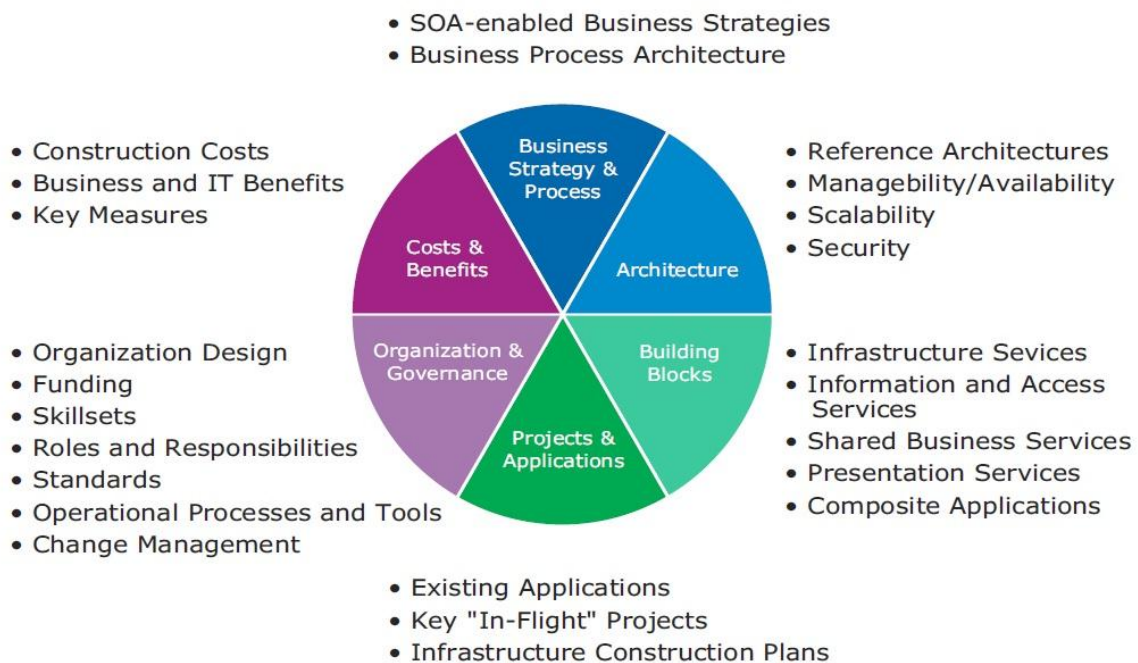 • SOA-enabled Business Strategies
• Business Process Architecture
Business
Strategy &
Process
• Construction Costs
• Business and IT Benefits
• Key Measures
Costs &
Benefits
Architecture
• Reference Architectures
• Managebility/Availability
• Scalability
• Security
• Organization Design
• Funding
• Skillsets
• Roles and Responsibilities
• Standards
• Operational Processes and Tools
• Change Management
Organization &
Governance
Building
Blocks
• Infrastructure Sevices
• Information and Access
Services
• Shared Business Services
• Presentation Services
• Composite Applications
Projects &
Applications
• Existing Applications
• Key "In-Flight" Projects
• Infrastructure Construction Plans